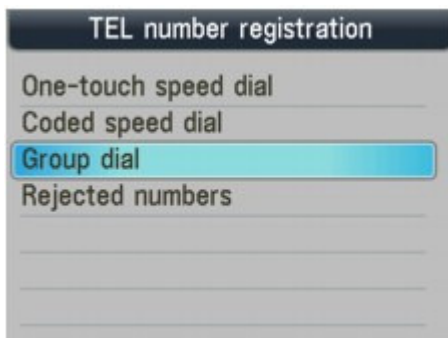 TEL number registration
One-touch speed dial
Coded speed dial
Group dial
Rejected numbers